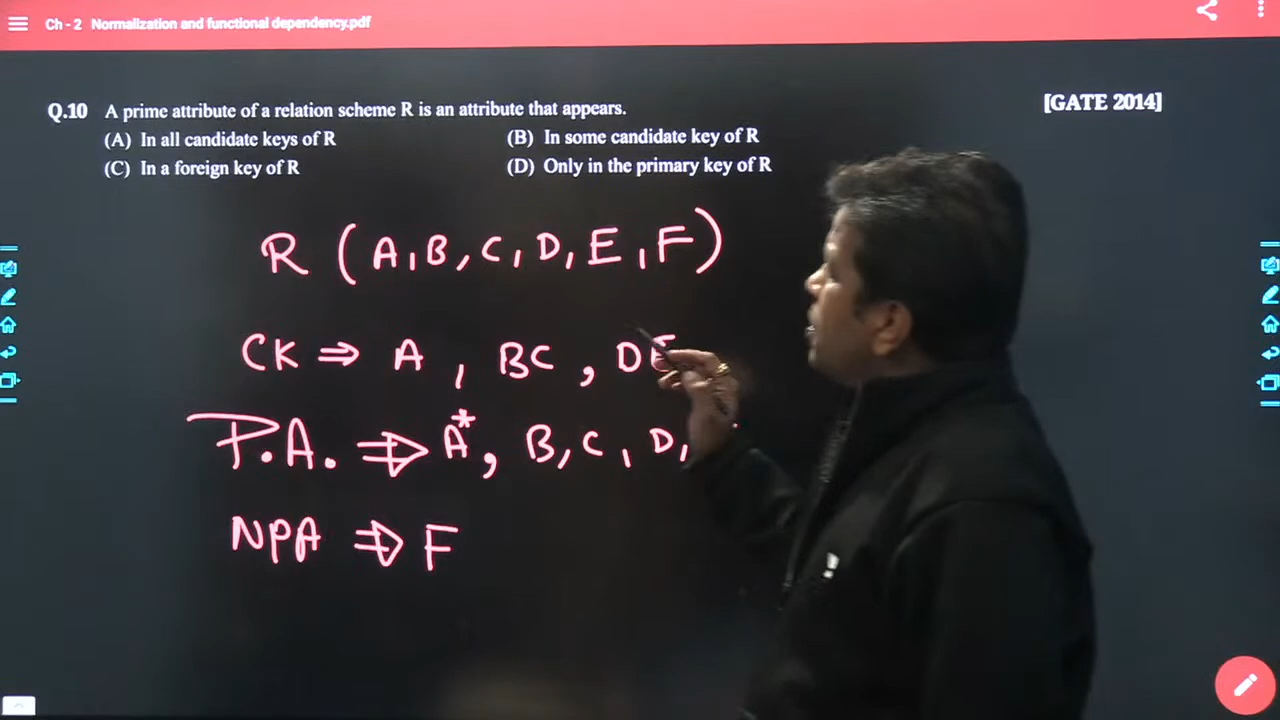 Ch - 2 Normalization and functional dependency.pdf
Q.10 A prime attribute of a relation scheme R is an attribute that appears. [GATE 2014]
(A) In all candidate keys of R (B) In some candidate key of R
(C) In a foreign key of R (D) Only in the primary key of R
R (A, B, C, D, E, F)
CK ⇒ A, BC, DE
P.A. ⇒ A*, B, C, D,
NPA ⇒ F